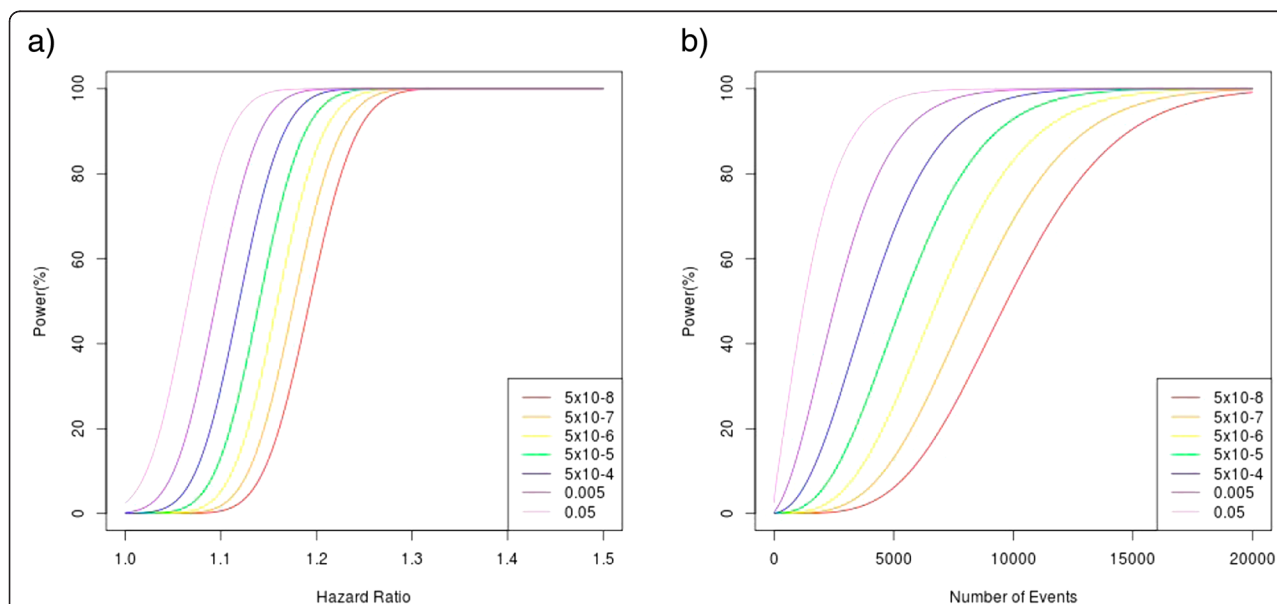 a)
Power(%)
100
80
60
40
20
0
1.0 1.1 1.2 1.3 1.4 1.5
Hazard Ratio
5x10-8
5x10-7
5x10-6
5x10-5
5x10-4
0.005
0.05
b)
Power(%)
100
80
60
40
20
0
0 5000 10000 15000 20000
Number of Events
5x10-8
5x10-7
5x10-6
5x10-5
5x10-4
0.005
0.05